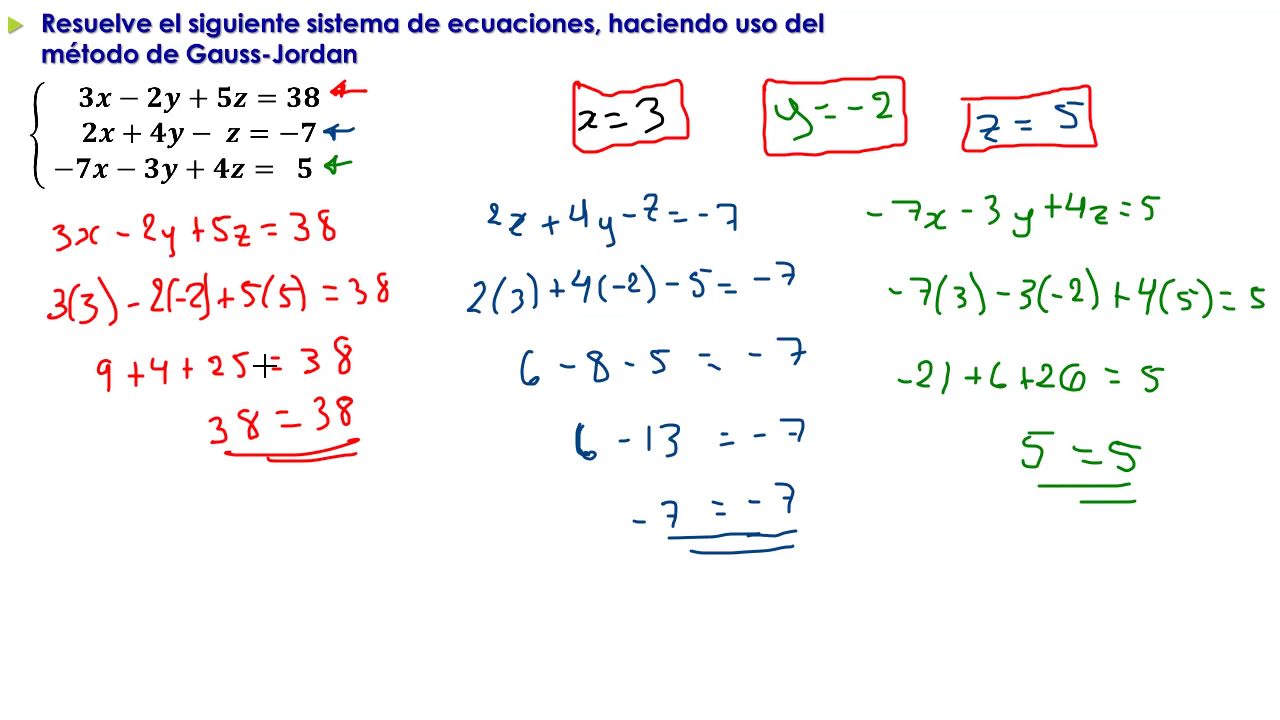 Resuelve el siguiente sistema de ecuaciones, haciendo uso del
método de Gauss-Jordan
3x − 2y + 5z = 38
2x + 4y − z = −7
−7x − 3y + 4z = 5
x = 3
y = -2
z = 5
3x - 2y + 5z = 38
3(3) - 2(-2) + 5(5) = 38
9 + 4 + 25 = 38
38 = 38
2x + 4y - z = -7
2(3) + 4(-2) - 5 = -7
6 - 8 - 5 = -7
6 - 13 = -7
-7 = -7
-7x - 3y + 4z = 5
-7(3) - 3(-2) + 4(5) = 5
-21 + 6 + 20 = 5
5 = 5